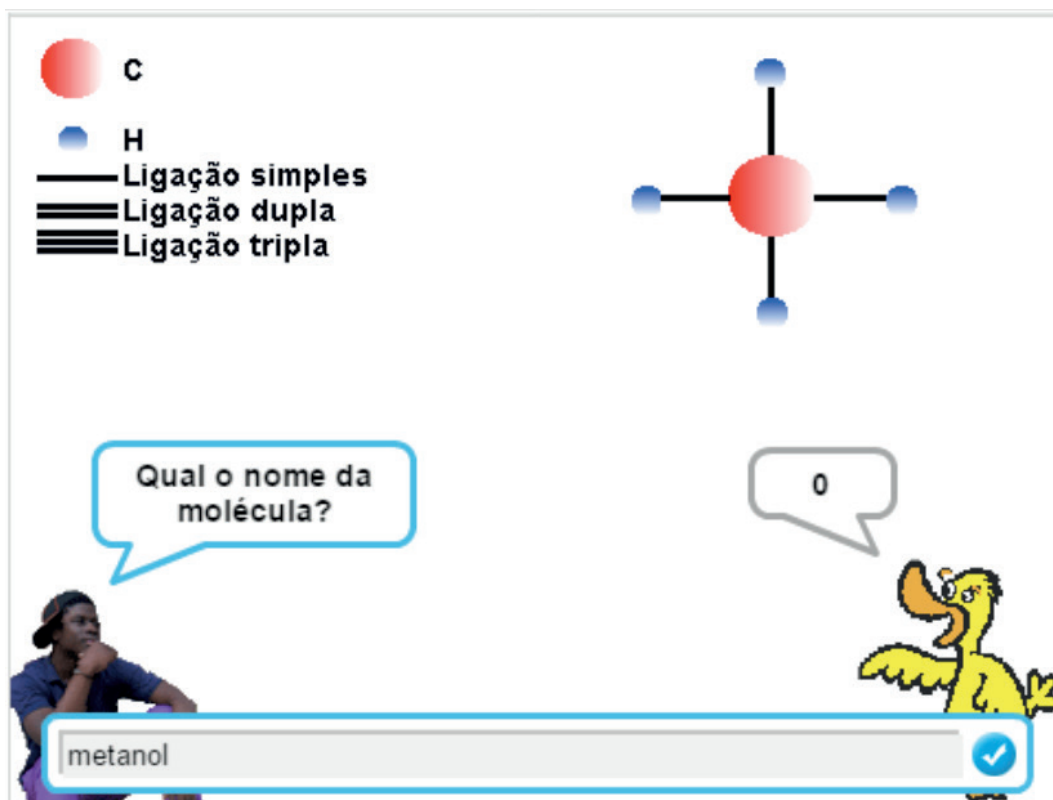 C
H
Ligação simples
Ligação dupla
Ligação tripla
Qual o nome da
molécula?
0
metanol